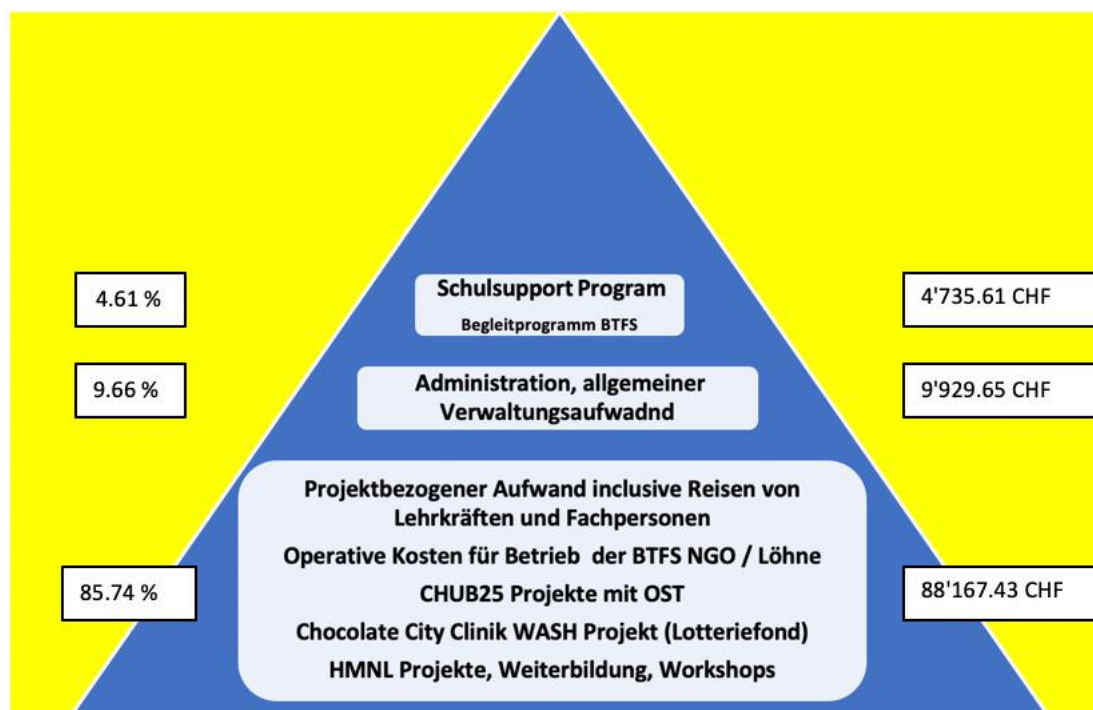 4.61 %
Schulsupport Program
Begleitprogramm BTFS
4'735.61 CHF
9.66 %
Administration, allgemeiner
Verwaltungsaufwadnd
9'929.65 CHF
Projektbezogener Aufwand inclusive Reisen von
Lehrkräften und Fachpersonen
Operative Kosten für Betrieb der BTFS NGO / Löhne
85.74 %
CHUB25 Projekte mit OST
88'167.43 CHF
Chocolate City Clinik WASH Projekt (Lotteriefond)
HMNL Projekte, Weiterbildung, Workshops